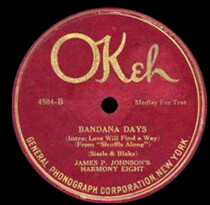 OKeh
4504-B
Medley Fox Trot
BANDANA DAYS
(Intro: Love Will Find a Way)
(From "Shuffle Along")
(Sissle & Blake)
JAMES P. JOHNSON'S
HARMONY EIGHT
GENERAL PHONOGRAPH CORPORATION, NEW YORK.